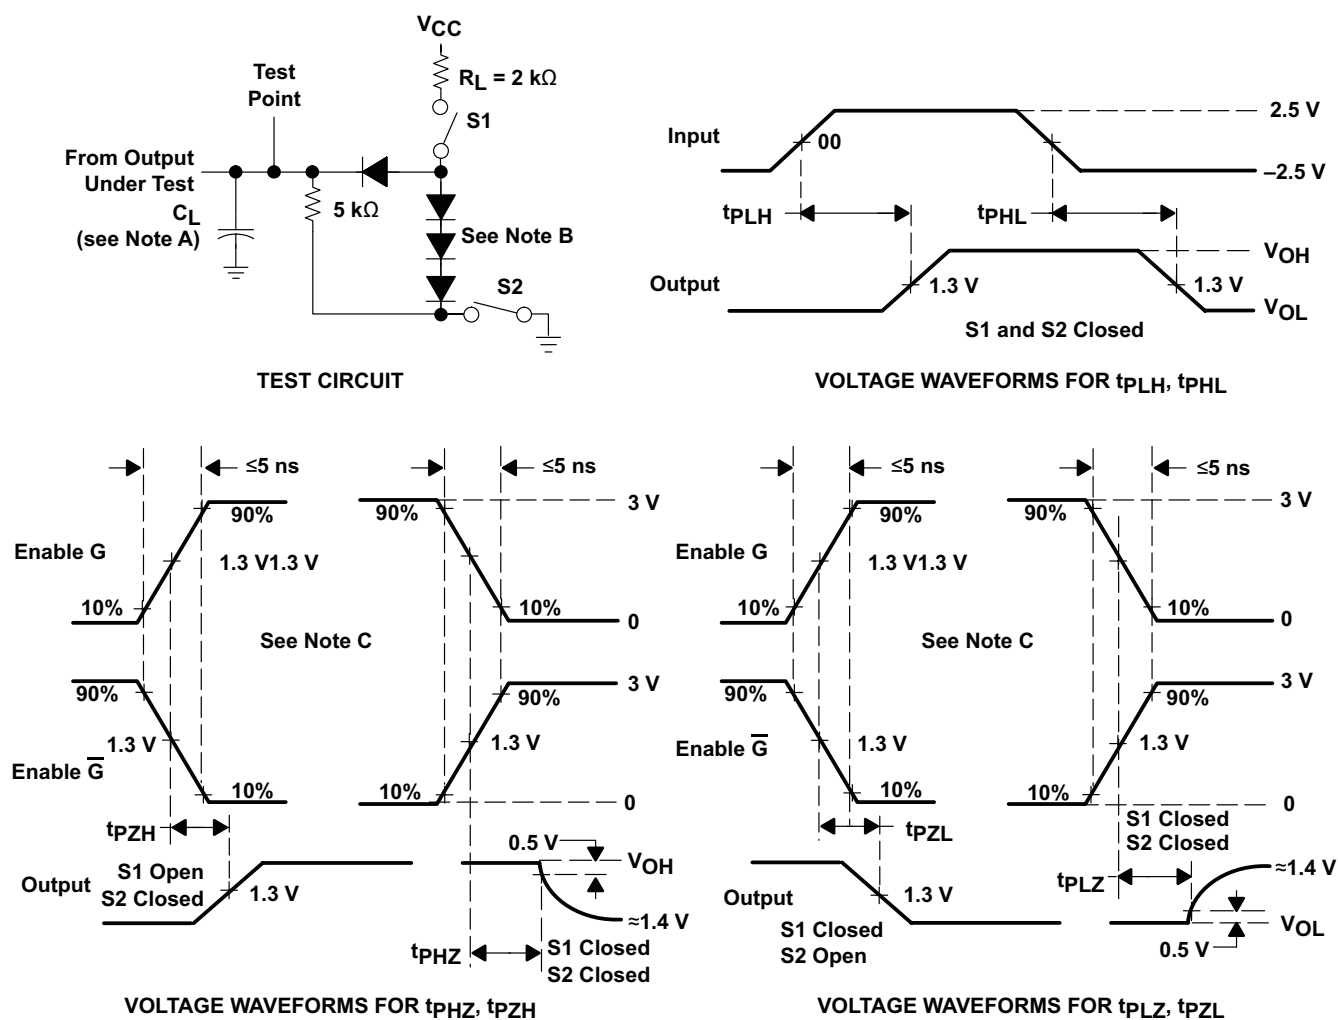 VCC
RL = 2 kΩ
Test
Point
S1
From Output
Under Test
CL
(see Note A)
5 kΩ
See Note B
S2
TEST CIRCUIT
Input
00
2.5 V
–2.5 V
tPLH
tPHL
Output
1.3 V
1.3 V
VOH
VOL
S1 and S2 Closed
VOLTAGE WAVEFORMS FOR tPLH, tPHL
≤5 ns
≤5 ns
90%
90%
3 V
Enable G
1.3 V1.3 V
10%
10%
0
See Note C
90%
90%
3 V
1.3 V
1.3 V
Enable G̅
10%
10%
0
tPZH
0.5 V
VOH
Output
S1 Open
S2 Closed
1.3 V
≈1.4 V
tPHZ
S1 Closed
S2 Closed
VOLTAGE WAVEFORMS FOR tPHZ, tPZH
≤5 ns
≤5 ns
90%
90%
3 V
Enable G
1.3 V1.3 V
10%
10%
0
See Note C
90%
90%
3 V
Enable G̅
1.3 V
1.3 V
10%
10%
0
tPZL
S1 Closed
S2 Closed
≈1.4 V
tPLZ
Output
1.3 V
S1 Closed
S2 Open
VOL
0.5 V
VOLTAGE WAVEFORMS FOR tPLZ, tPZL